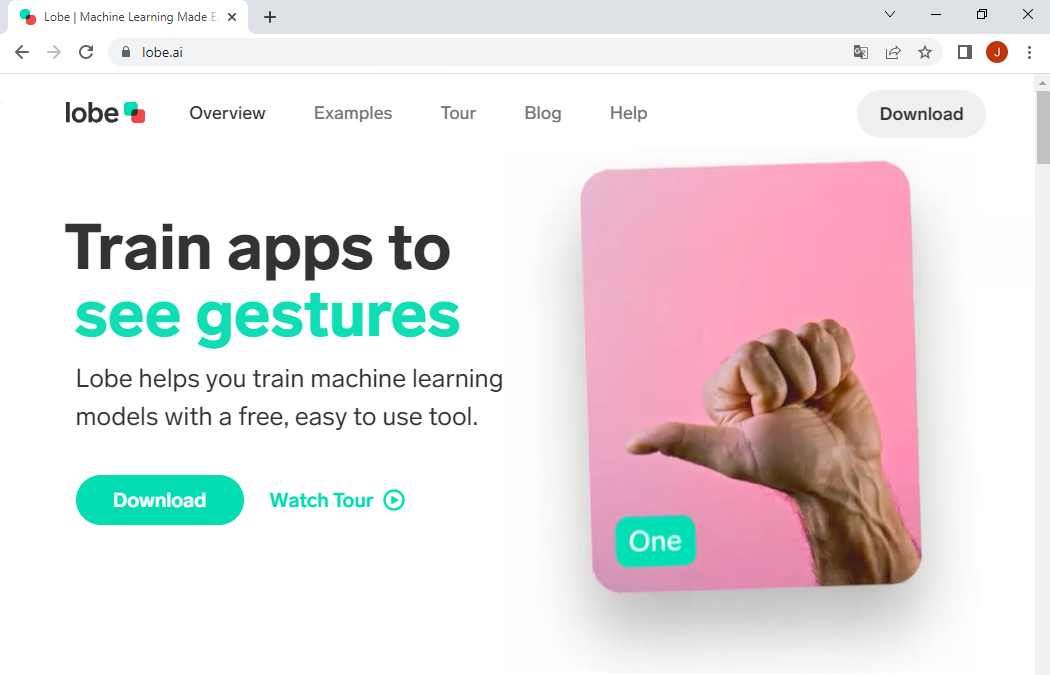 Lobe | Machine Learning Made Ea
lobe.ai
J
lobe
Overview
Examples
Tour
Blog
Help
Download
Train apps to
see gestures
Lobe helps you train machine learning
models with a free, easy to use tool.
Download
Watch Tour
One